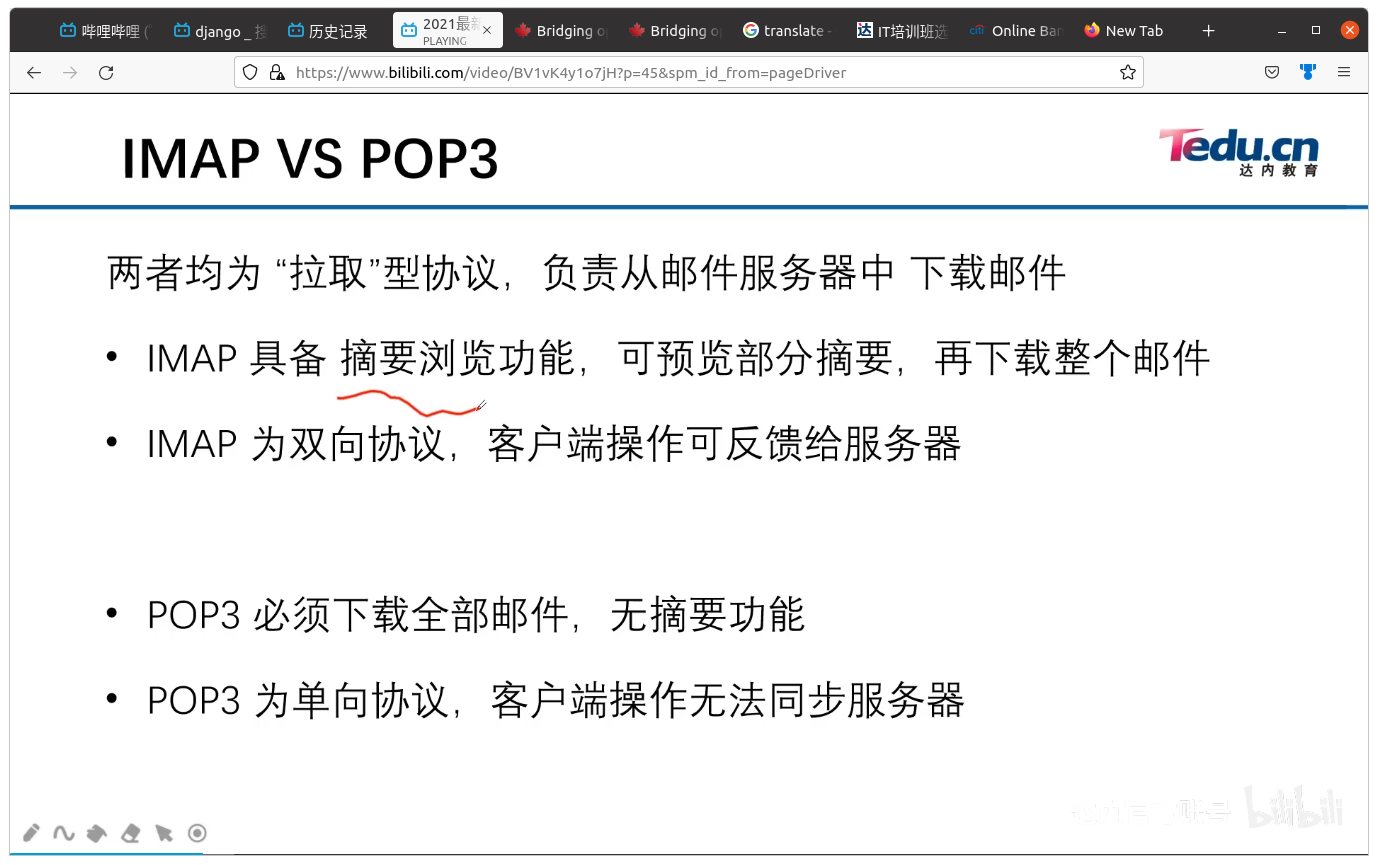 哔哩哔哩 (
django _ 搜
历史记录
2021最新
PLAYING
Bridging o
Bridging o
translate -
IT培训班选
citi
Online Ban
New Tab
https://www.bilibili.com/video/BV1vK4y1o7jH?p=45&spm_id_from=pageDriver
IMAP VS POP3
Tedu.cn
达内教育
两者均为 “拉取”型协议，负责从邮件服务器中 下载邮件
• IMAP 具备 摘要浏览功能，可预览部分摘要，再下载整个邮件
• IMAP 为双向协议，客户端操作可反馈给服务器
• POP3 必须下载全部邮件，无摘要功能
• POP3 为单向协议，客户端操作无法同步服务器
bilibili